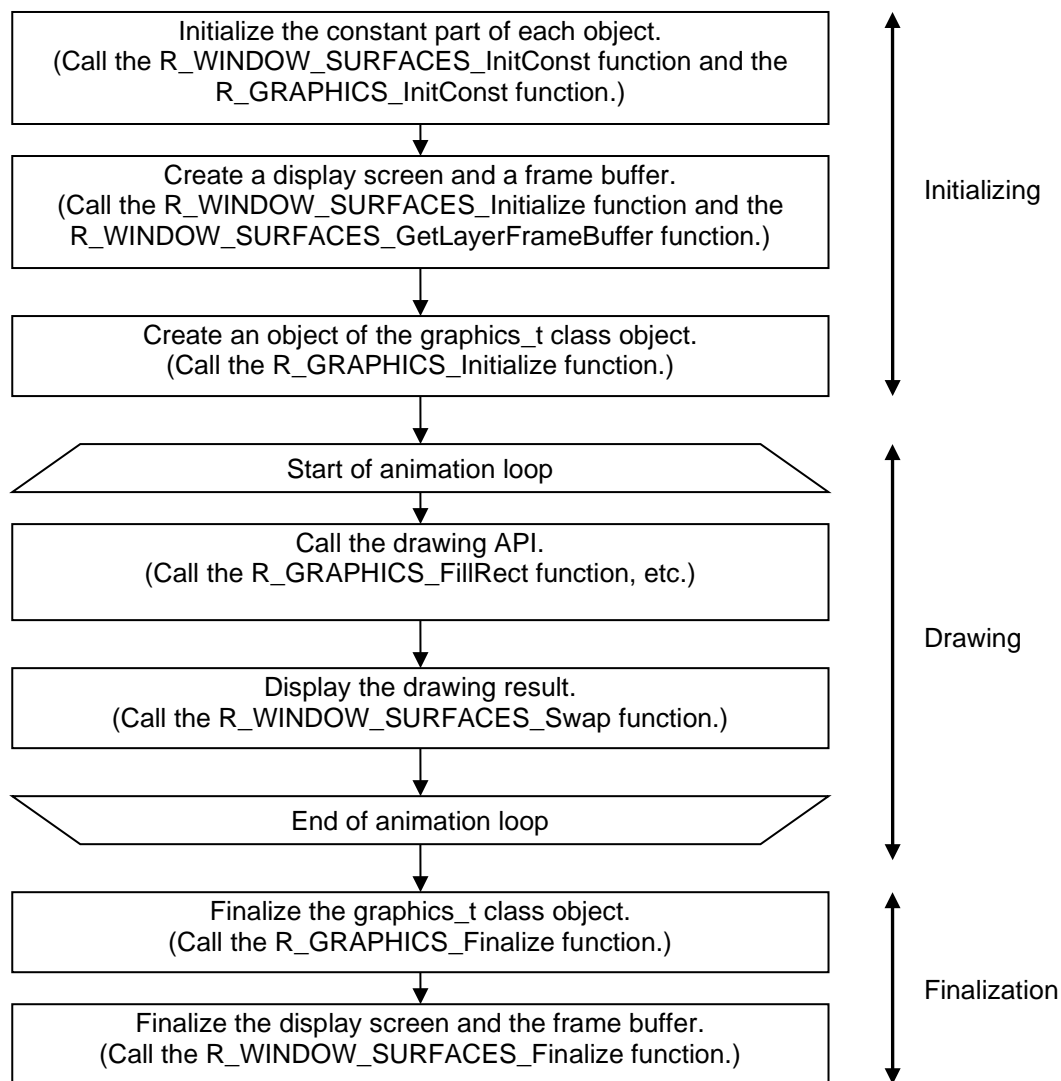 Initialize the constant part of each object.
(Call the R_WINDOW_SURFACES_InitConst function and the
R_GRAPHICS_InitConst function.)
Create a display screen and a frame buffer.
(Call the R_WINDOW_SURFACES_Initialize function and the
R_WINDOW_SURFACES_GetLayerFrameBuffer function.)
Initializing
Create an object of the graphics_t class object.
(Call the R_GRAPHICS_Initialize function.)
Start of animation loop
Call the drawing API.
(Call the R_GRAPHICS_FillRect function, etc.)
Drawing
Display the drawing result.
(Call the R_WINDOW_SURFACES_Swap function.)
End of animation loop
Finalize the graphics_t class object.
(Call the R_GRAPHICS_Finalize function.)
Finalization
Finalize the display screen and the frame buffer.
(Call the R_WINDOW_SURFACES_Finalize function.)